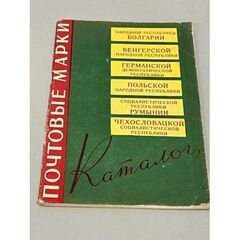 ПОЧТОВЫЕ МАРКИ
НАРОДНОЙ РЕСПУБЛИКИ
БОЛГАРИИ
ВЕНГЕРСКОЙ
НАРОДНОЙ РЕСПУБЛИКИ
ГЕРМАНСКОЙ
ДЕМОКРАТИЧЕСКОЙ
РЕСПУБЛИКИ
ПОЛЬСКОЙ
НАРОДНОЙ РЕСПУБЛИКИ
СОЦИАЛИСТИЧЕСКОЙ
РЕСПУБЛИКИ
РУМЫНИИ
ЧЕХОСЛОВАЦКОЙ
СОЦИАЛИСТИЧЕСКОЙ
РЕСПУБЛИКИ
Каталог